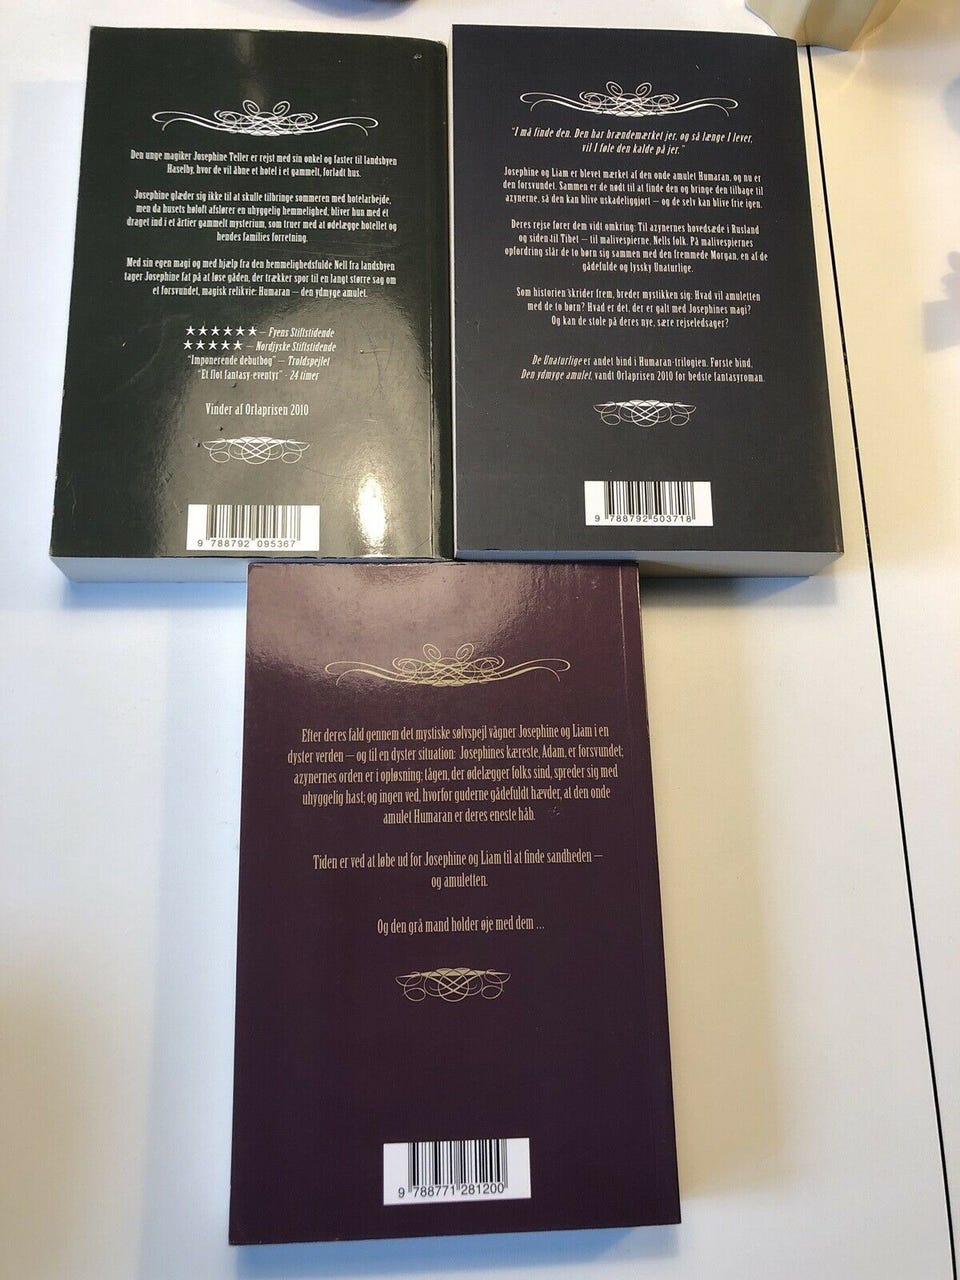 Den unge magiker Josephine Teller er rejst med sin onkel og faster til landsbyen
Haselby, hvor de vil åbne et hotel i et gammelt, forladt hus.
Josephine glæder sig ikke til at skulle tilbringe sommeren med hotelarbejde,
men da husets høloft afslører en uhyggelig hemmelighed, bliver hun med ét
draget ind i et årtier gammelt mysterium, som truer med at ødelægge hotellet og
hendes families forretning.
Med sin egen magi og med hjælp fra den hemmelighedsfulde Nell fra landsbyen
tager Josephine fat på at løse gåden, der trækker spor til en langt større sag om
et forsvundet, magisk relikvie: Humaran – den ydmyge amulet.
★★★★★★ – Fyens Stiftstidende
★★★★★ – Nordjyske Stiftstidende
"Imponerende debutbog" – Troldspejlet
"Et flot fantasy-eventyr" - 24 timer
Vinder af Orlaprisen 2010
9 788792 095367
"I må finde den. Den har brændemærket jer, og så længe I lever,
vil I føle den kalde på jer."
Josephine og Liam er blevet mærket af den onde amulet Humaran, og nu er
den forsvundet. Sammen er de nødt til at finde den og bringe den tilbage til
azynerne, så den kan blive uskadeliggjort – og de selv kan blive frie igen.
Deres rejse fører dem vidt omkring: Til azynernes hovedsæde i Rusland
og siden til Tibet – til malivespierne, Nells folk. På malivespiernes
opfordring slår de to børn sig sammen med den fremmede Morgan, en af de
gådefulde og lyssky Unaturlige.
Som historien skrider frem, breder mystikken sig: Hvad vil amuletten
med de to børn? Hvad er det, der er galt med Josephines magi?
Og kan de stole på deres nye, sære rejseledsager?
De Unaturlige er andet bind i Humaran-trilogien. Første bind,
Den ydmyge amulet, vandt Orlaprisen 2010 for bedste fantasyroman.
9 788792 503718
Efter deres fald gennem det mystiske sølvspejl vågner Josephine og Liam i en
dyster verden – og til en dyster situation: Josephines kæreste, Adam, er forsvundet;
azynernes orden er i opløsning; tågen, der ødelægger folks sind, spreder sig med
uhyggelig hast; og ingen ved, hvorfor guderne gådefuldt hævder, at den onde
amulet Humaran er deres eneste håb.
Tiden er ved at løbe ud for Josephine og Liam til at finde sandheden –
og amuletten.
Og den grå mand holder øje med dem ...
9 788771 281200